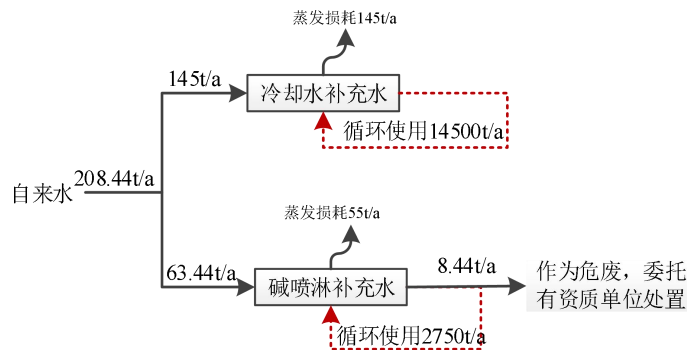 蒸发损耗145t/a
145t/a
冷却水补充水
循环使用14500t/a
自来水
208.44t/a
蒸发损耗55t/a
63.44t/a
碱喷淋补充水
8.44t/a
作为危废，委托
有资质单位处置
循环使用2750t/a